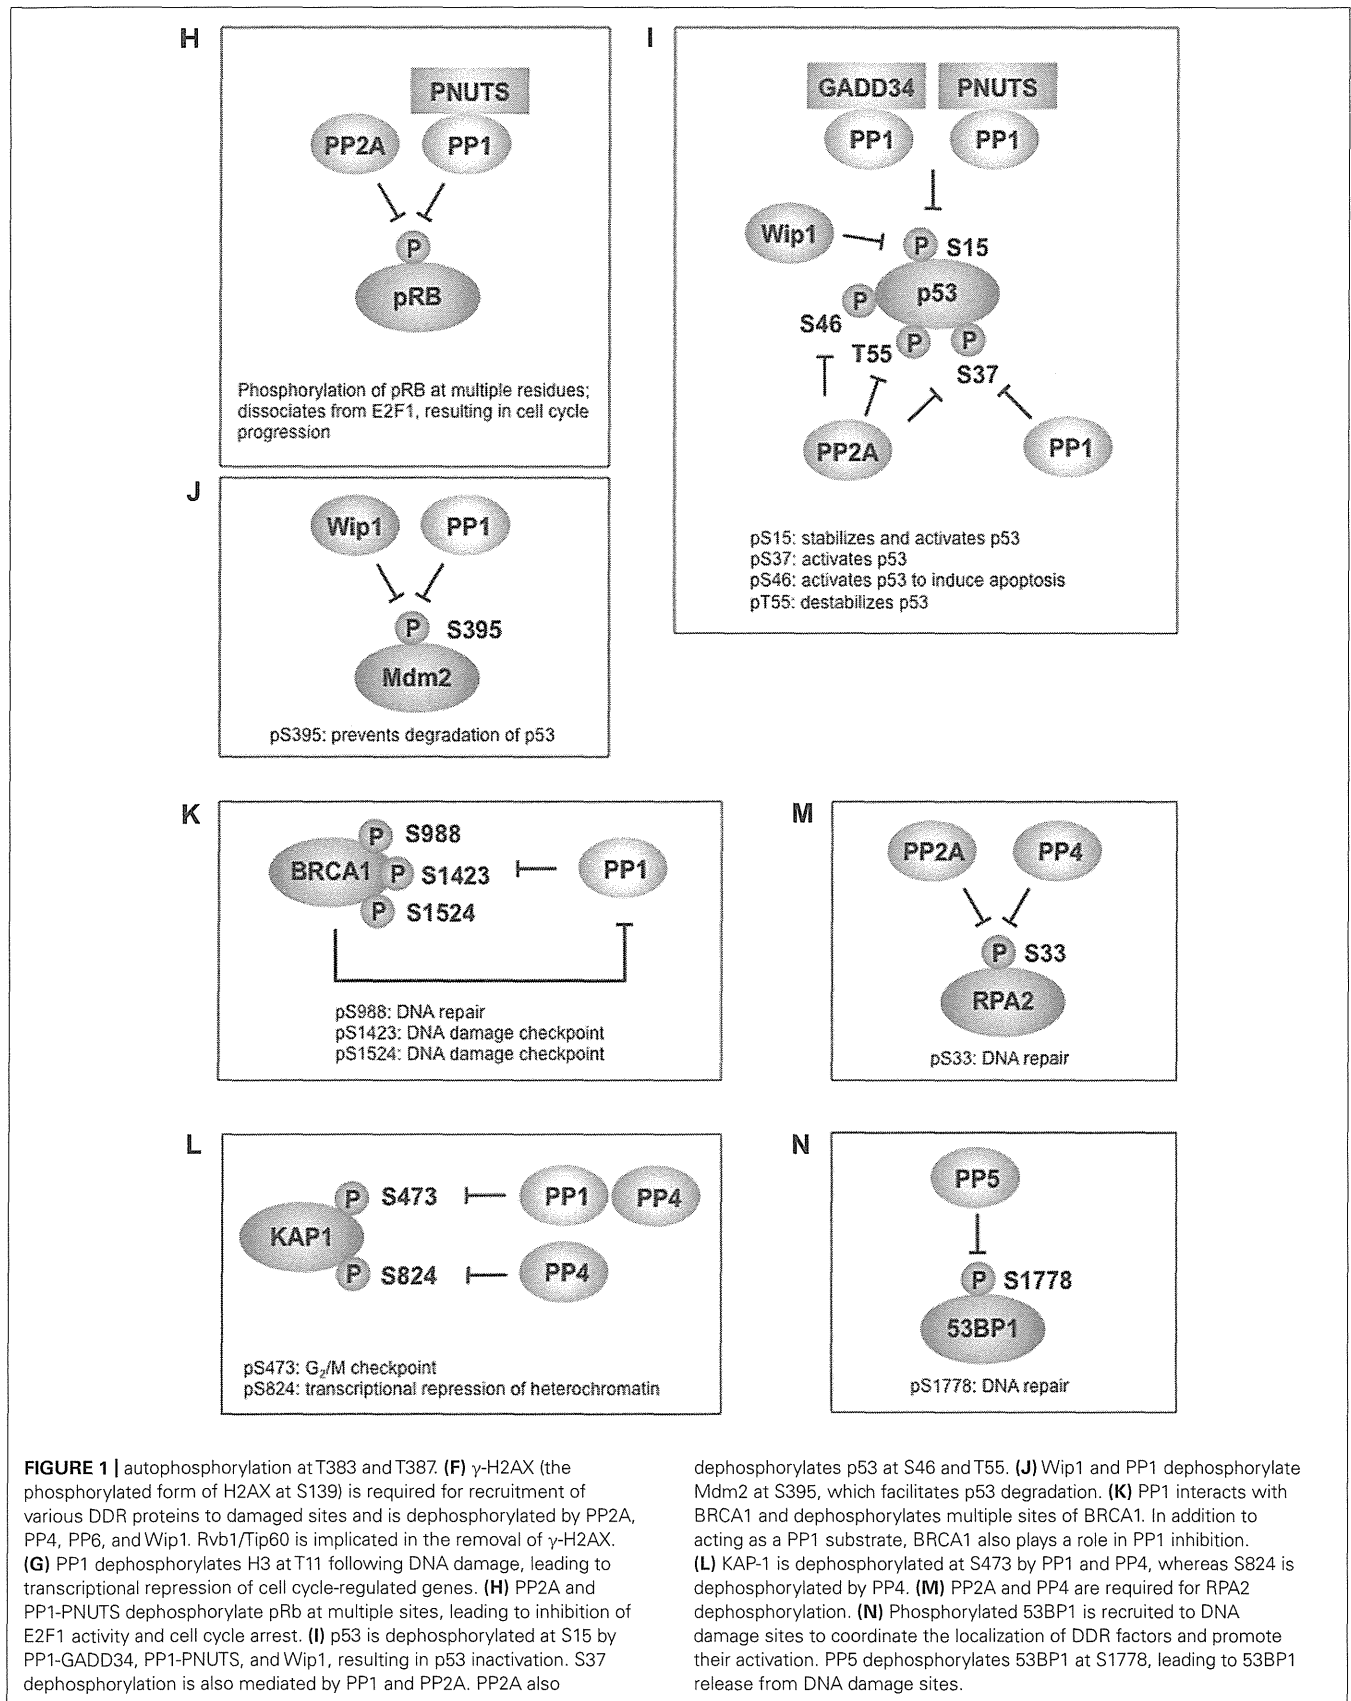 H
PNUTS
PP2A
PP1
P
pRB
Phosphorylation of pRB at multiple residues;
dissociates from E2F1, resulting in cell cycle
progression
I
GADD34
PNUTS
PP1
PP1
Wip1
P
S15
p53
P
S46
P
T55
P
S37
PP2A
PP1
pS15: stabilizes and activates p53
pS37: activates p53
pS46: activates p53 to induce apoptosis
pT55: destabilizes p53
J
Wip1
PP1
P
S395
Mdm2
pS395: prevents degradation of p53
K
P
S988
BRCA1
P
S1423
P
S1524
PP1
pS988: DNA repair
pS1423: DNA damage checkpoint
pS1524: DNA damage checkpoint
M
PP2A
PP4
P
S33
RPA2
pS33: DNA repair
L
P
S473
PP1
PP4
KAP1
P
S824
PP4
pS473: G₂/M checkpoint
pS824: transcriptional repression of heterochromatin
N
PP5
P
S1778
53BP1
pS1778: DNA repair
FIGURE 1 | autophosphorylation at T383 and T387. (F) γ-H2AX (the
phosphorylated form of H2AX at S139) is required for recruitment of
various DDR proteins to damaged sites and is dephosphorylated by PP2A,
PP4, PP6, and Wip1. Rvb1/Tip60 is implicated in the removal of γ-H2AX.
(G) PP1 dephosphorylates H3 at T11 following DNA damage, leading to
transcriptional repression of cell cycle-regulated genes. (H) PP2A and
PP1-PNUTS dephosphorylate pRb at multiple sites, leading to inhibition of
E2F1 activity and cell cycle arrest. (I) p53 is dephosphorylated at S15 by
PP1-GADD34, PP1-PNUTS, and Wip1, resulting in p53 inactivation. S37
dephosphorylation is also mediated by PP1 and PP2A. PP2A also
dephosphorylates p53 at S46 and T55. (J) Wip1 and PP1 dephosphorylate
Mdm2 at S395, which facilitates p53 degradation. (K) PP1 interacts with
BRCA1 and dephosphorylates multiple sites of BRCA1. In addition to
acting as a PP1 substrate, BRCA1 also plays a role in PP1 inhibition.
(L) KAP-1 is dephosphorylated at S473 by PP1 and PP4, whereas S824 is
dephosphorylated by PP4. (M) PP2A and PP4 are required for RPA2
dephosphorylation. (N) Phosphorylated 53BP1 is recruited to DNA
damage sites to coordinate the localization of DDR factors and promote
their activation. PP5 dephosphorylates 53BP1 at S1778, leading to 53BP1
release from DNA damage sites.